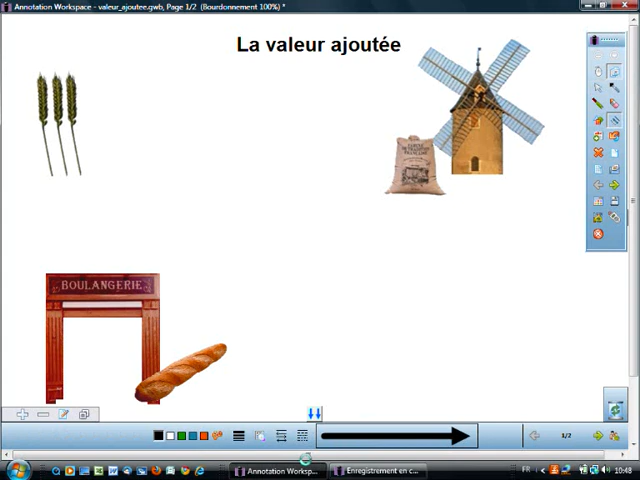 Annotation Workspace - valeur_ajoutee.gwb, Page 1/2 (Bourdonnement 100%) *
La valeur ajoutée
BOULANGERIE
1/2
Annotation Worksp...
Enregistrement en c...
FR
10:48